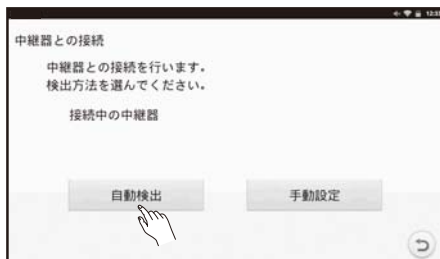 中継器との接続
中継器との接続を行います。
検出方法を選んでください。
接続中の中継器
自動検出
手動設定